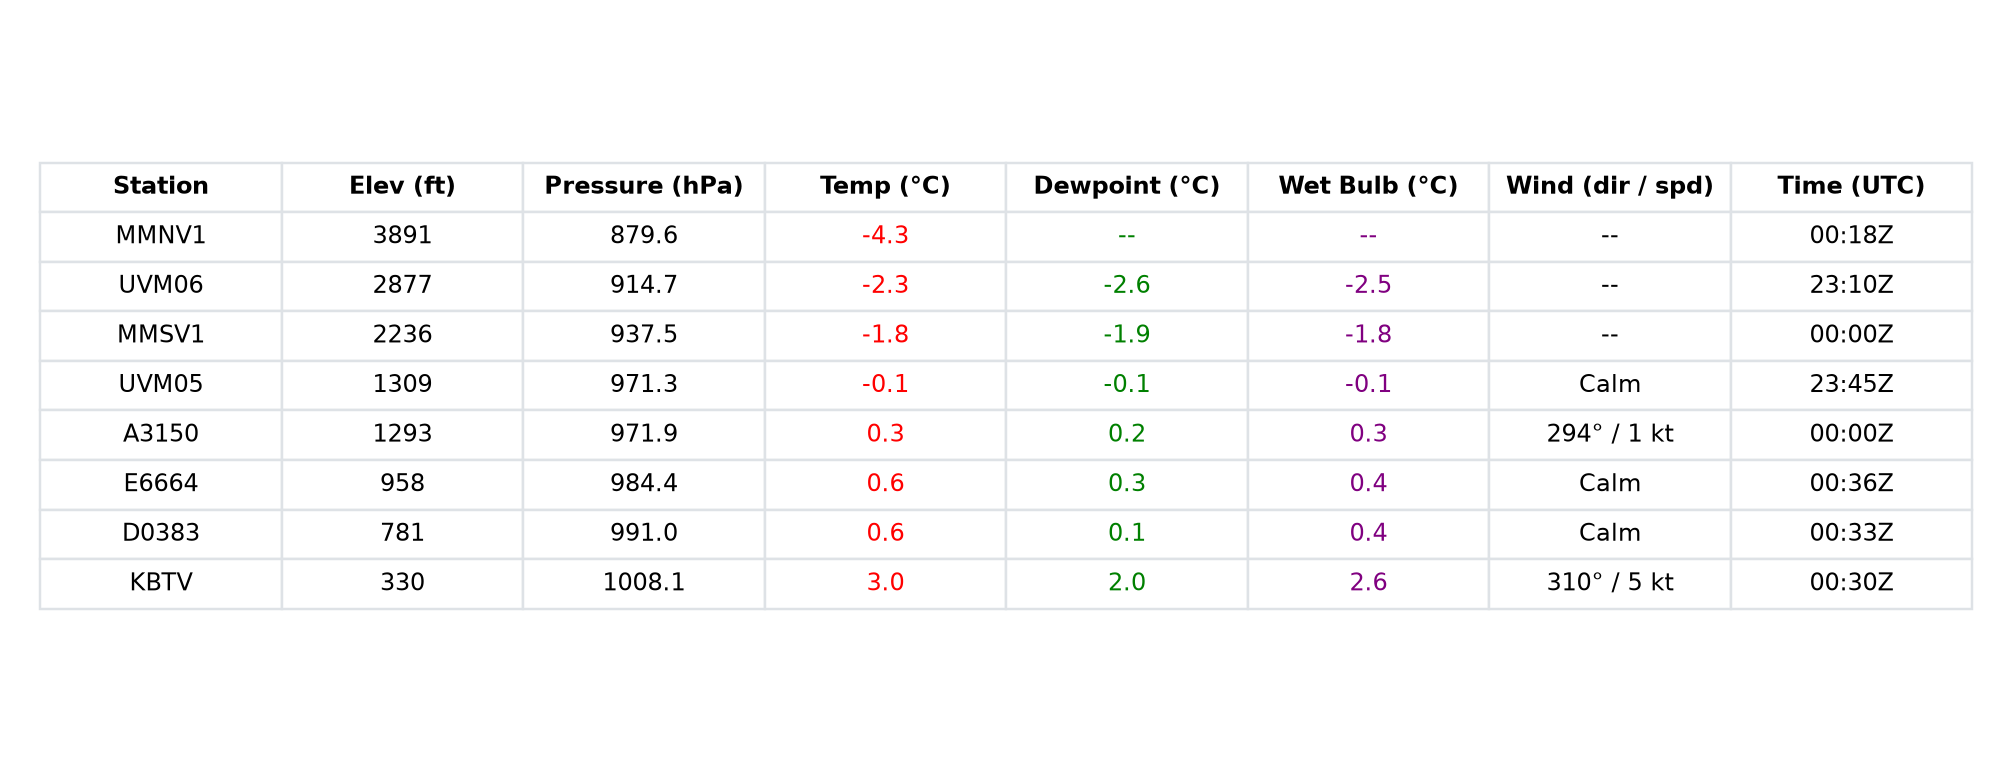 Station Elev (ft) Pressure (hPa) Temp (°C) Dewpoint (°C) Wet Bulb (°C) Wind (dir / spd) Time (UTC)
MMNV1 3891 879.6 -4.3 -- -- -- 00:18Z
UVM06 2877 914.7 -2.3 -2.6 -2.5 -- 23:10Z
MMSV1 2236 937.5 -1.8 -1.9 -1.8 -- 00:00Z
UVM05 1309 971.3 -0.1 -0.1 -0.1 Calm 23:45Z
A3150 1293 971.9 0.3 0.2 0.3 294° / 1 kt 00:00Z
E6664 958 984.4 0.6 0.3 0.4 Calm 00:36Z
D0383 781 991.0 0.6 0.1 0.4 Calm 00:33Z
KBTV 330 1008.1 3.0 2.0 2.6 310° / 5 kt 00:30Z